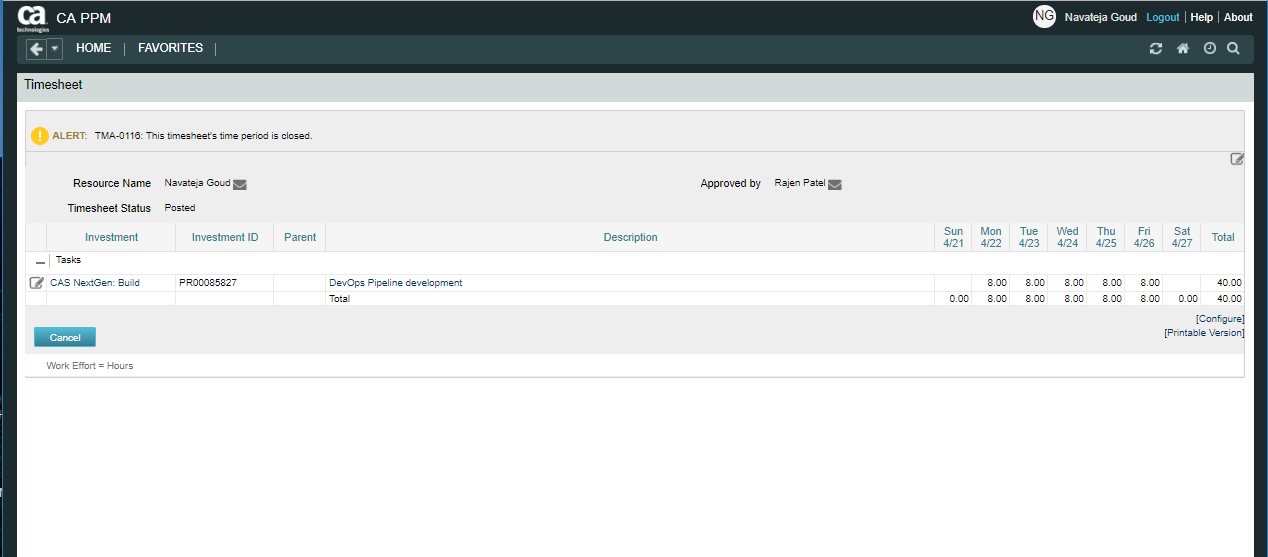 ca technologies CA PPM NG Navateja Goud Logout | Help | About
HOME | FAVORITES |
Timesheet
! ALERT: TMA-0116: This timesheet's time period is closed.
Resource Name Navateja Goud Approved by Rajen Patel
Timesheet Status Posted
Investment Investment ID Parent Description Sun 4/21 Mon 4/22 Tue 4/23 Wed 4/24 Thu 4/25 Fri 4/26 Sat 4/27 Total
Tasks
CAS NextGen: Build PR00085827 DevOps Pipeline development 8.00 8.00 8.00 8.00 8.00 40.00
Total 0.00 8.00 8.00 8.00 8.00 8.00 0.00 40.00
[Configure]
Cancel [Printable Version]
Work Effort = Hours